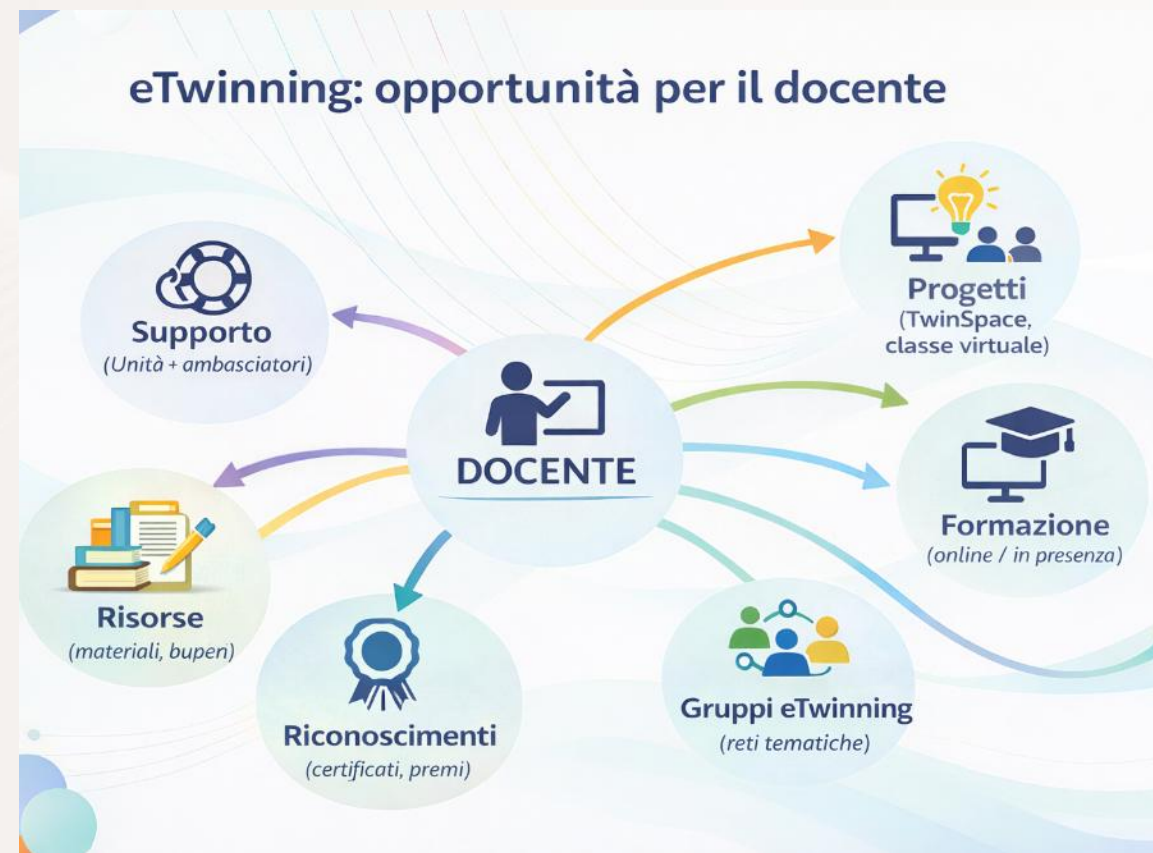 eTwinning: opportunità per il docente
Supporto
(Unità + ambasciatori)
Progetti
(TwinSpace,
classe virtuale)
DOCENTE
Formazione
(online / in presenza)
Risorse
(materiali, bupen)
Riconoscimenti
(certificati, premi)
Gruppi eTwinning
(reti tematiche)